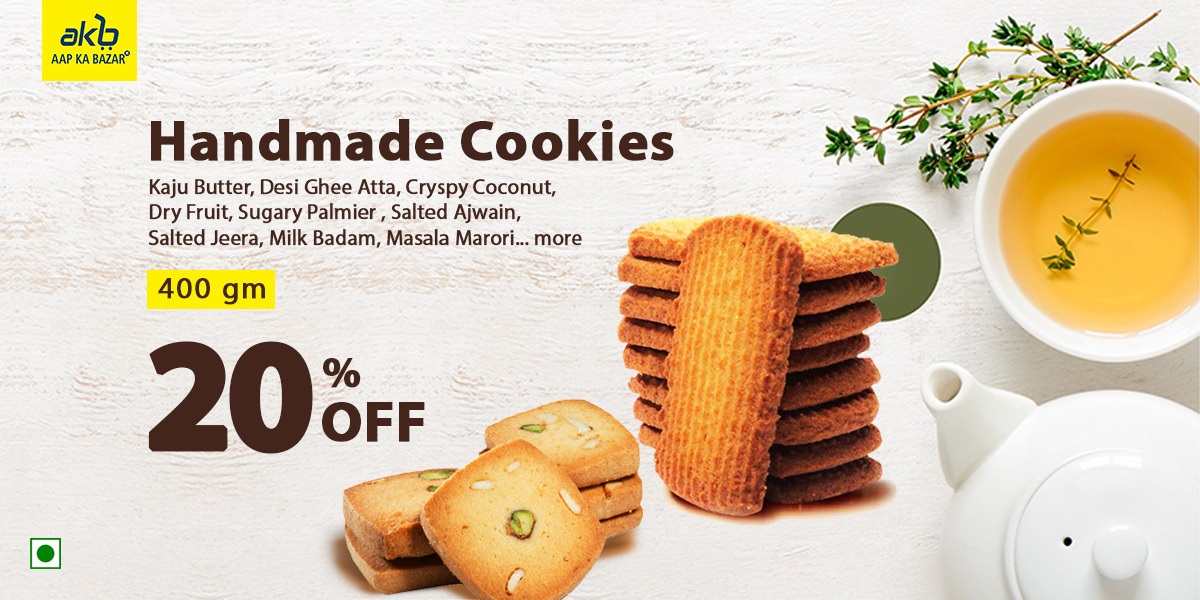 akb
AAP KA BAZAR
Handmade Cookies
Kaju Butter, Desi Ghee Atta, Cryspy Coconut,
Dry Fruit, Sugary Palmier , Salted Ajwain,
Salted Jeera, Milk Badam, Masala Marori... more
400 gm
20% OFF